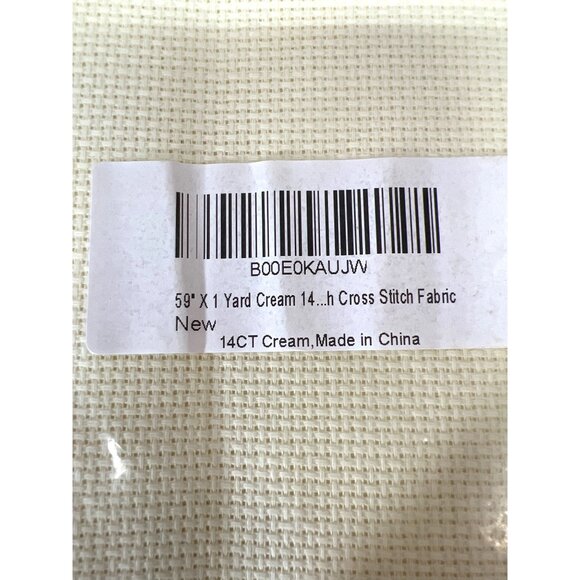 B00E0KAUJW
59" X 1 Yard Cream 14...h Cross Stitch Fabric
New
14CT Cream,Made in China